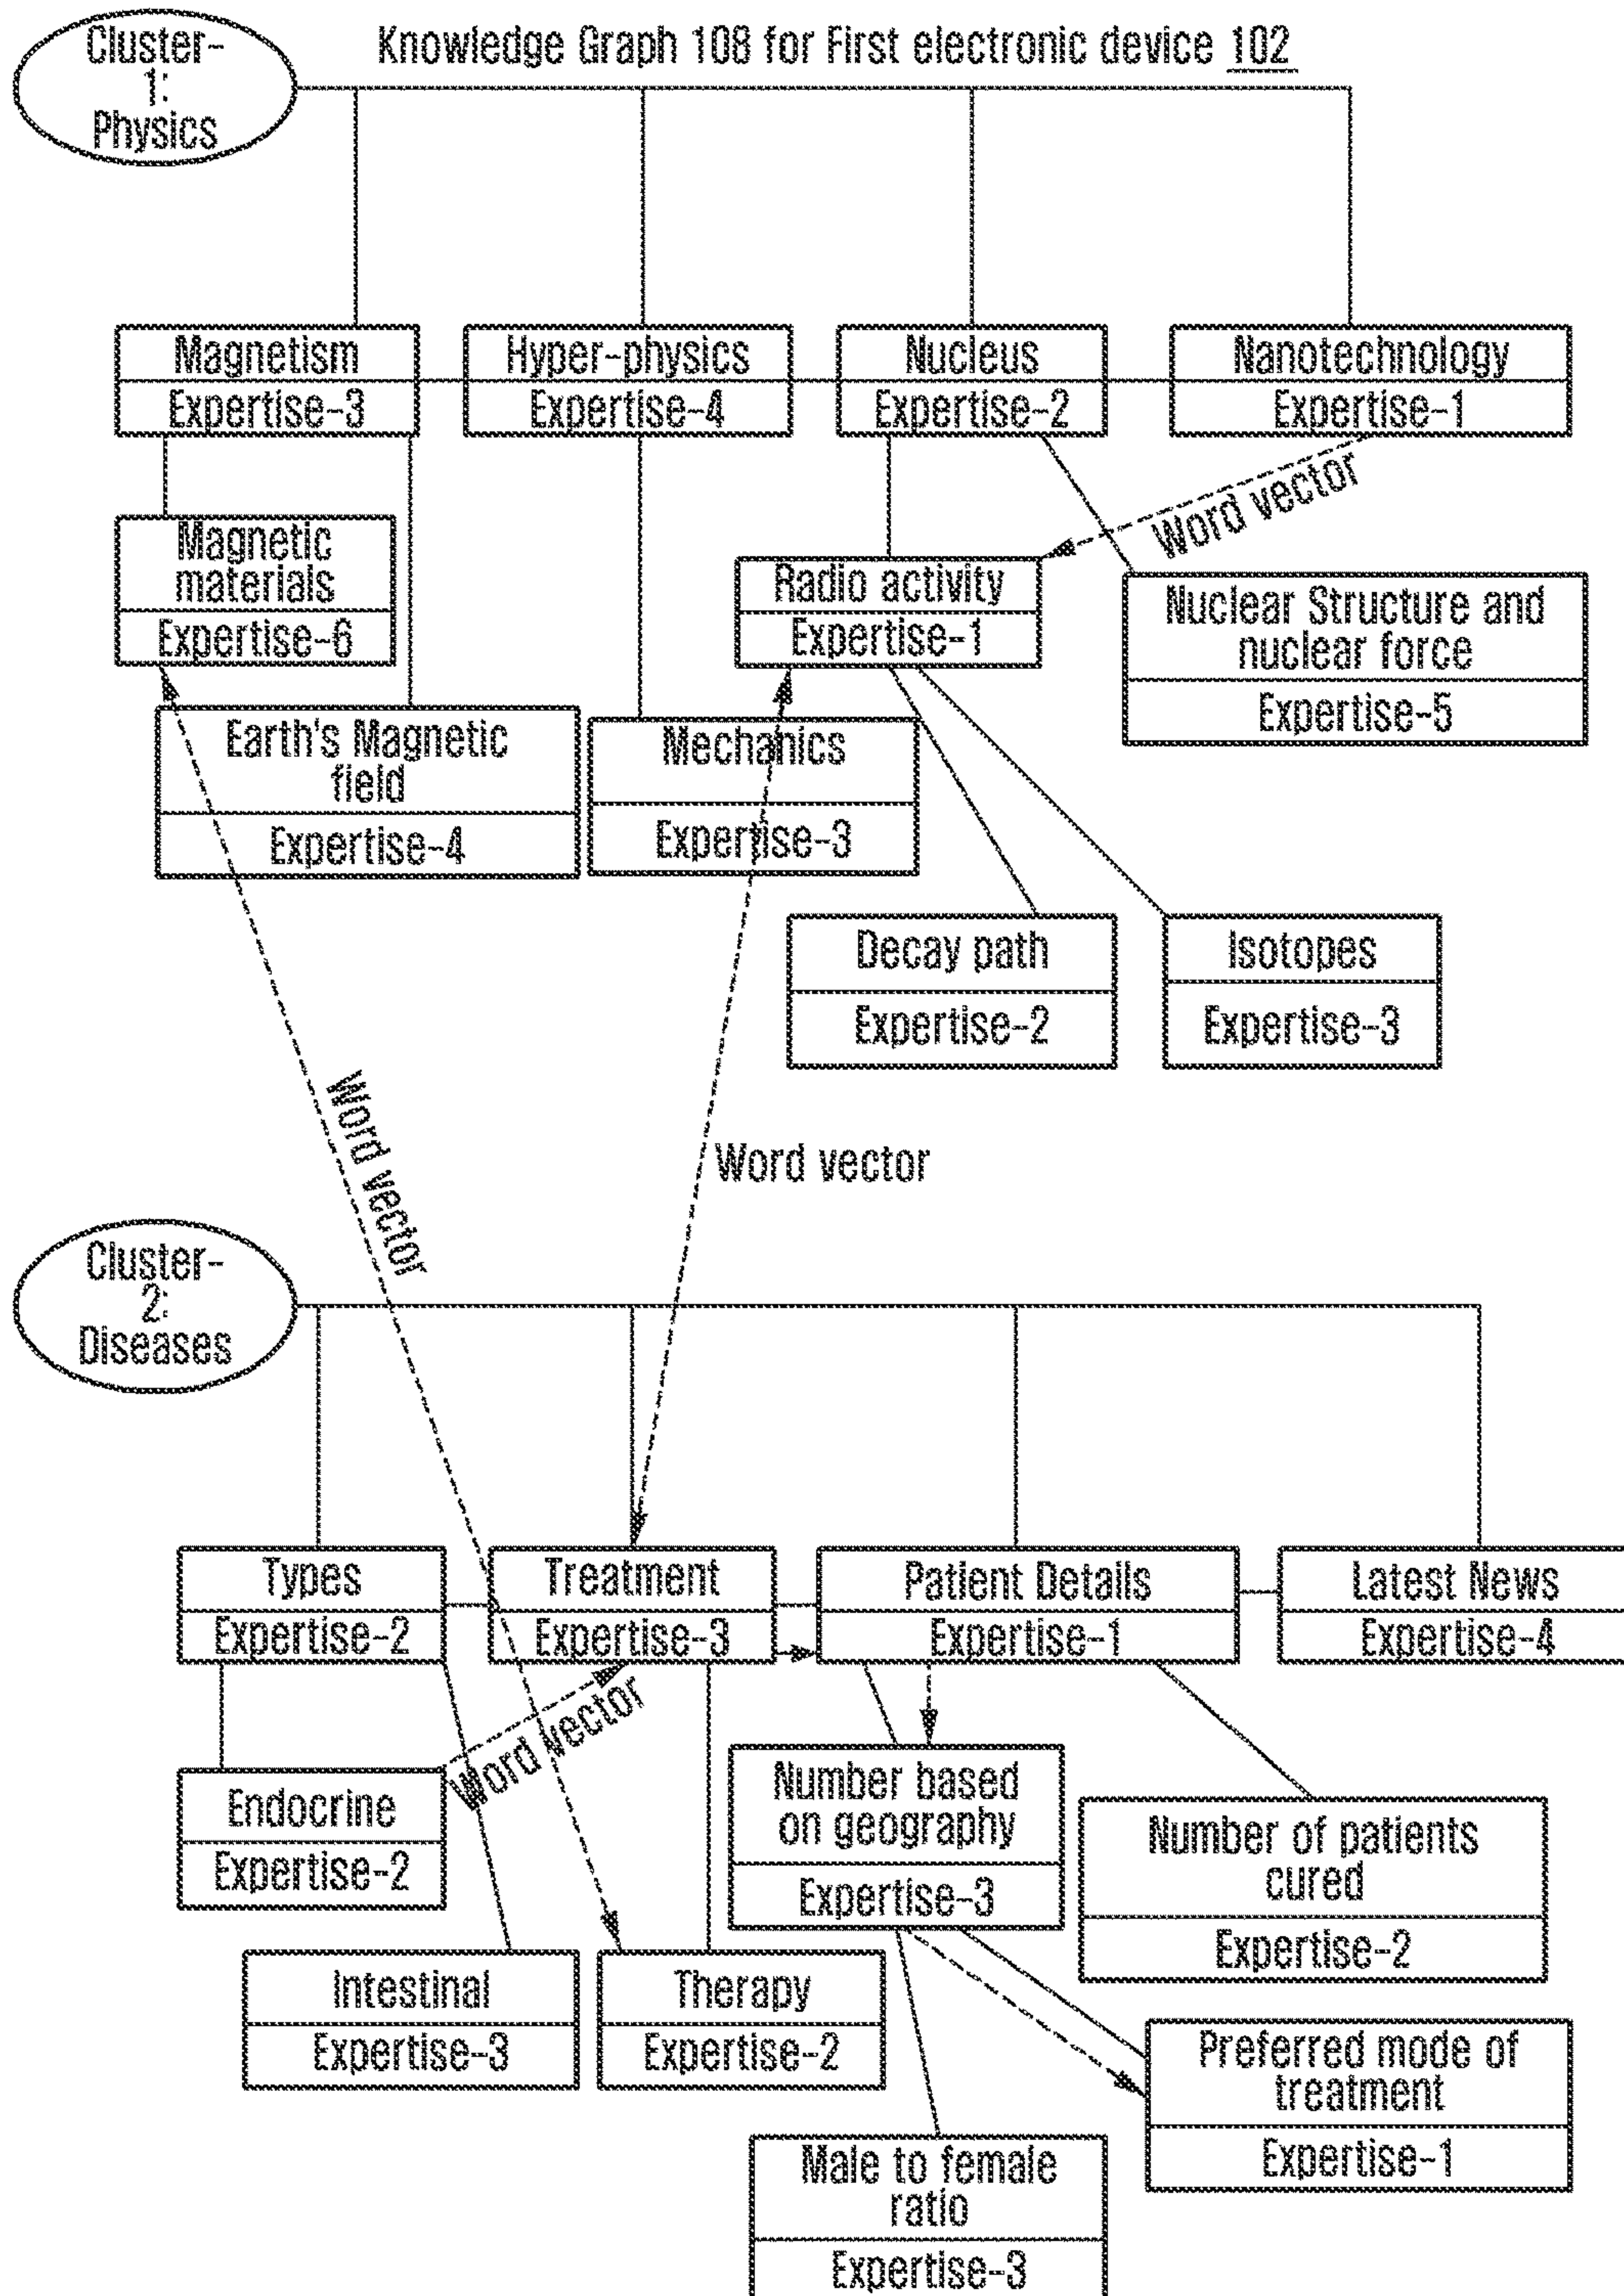 Knowledge Graph 108 for First electronic device 102
Cluster-
1:
Physics
Magnetism
Expertise-3
Hyper-physics
Expertise-4
Nucleus
Expertise-2
Nanotechnology
Expertise-1
Word vector
Magnetic
materials
Expertise-6
Radio activity
Expertise-1
Nuclear Structure and
nuclear force
Expertise-5
Earth's Magnetic
field
Expertise-4
Mechanics
Expertise-3
Decay path
Expertise-2
Isotopes
Expertise-3
Word vector
Word vector
Cluster-
2:
Diseases
Types
Expertise-2
Treatment
Expertise-3
Patient Details
Expertise-1
Latest News
Expertise-4
Word vector
Endocrine
Expertise-2
Number based
on geography
Expertise-3
Number of patients
cured
Expertise-2
Intestinal
Expertise-3
Therapy
Expertise-2
Preferred mode of
treatment
Expertise-1
Male to female
ratio
Expertise-3